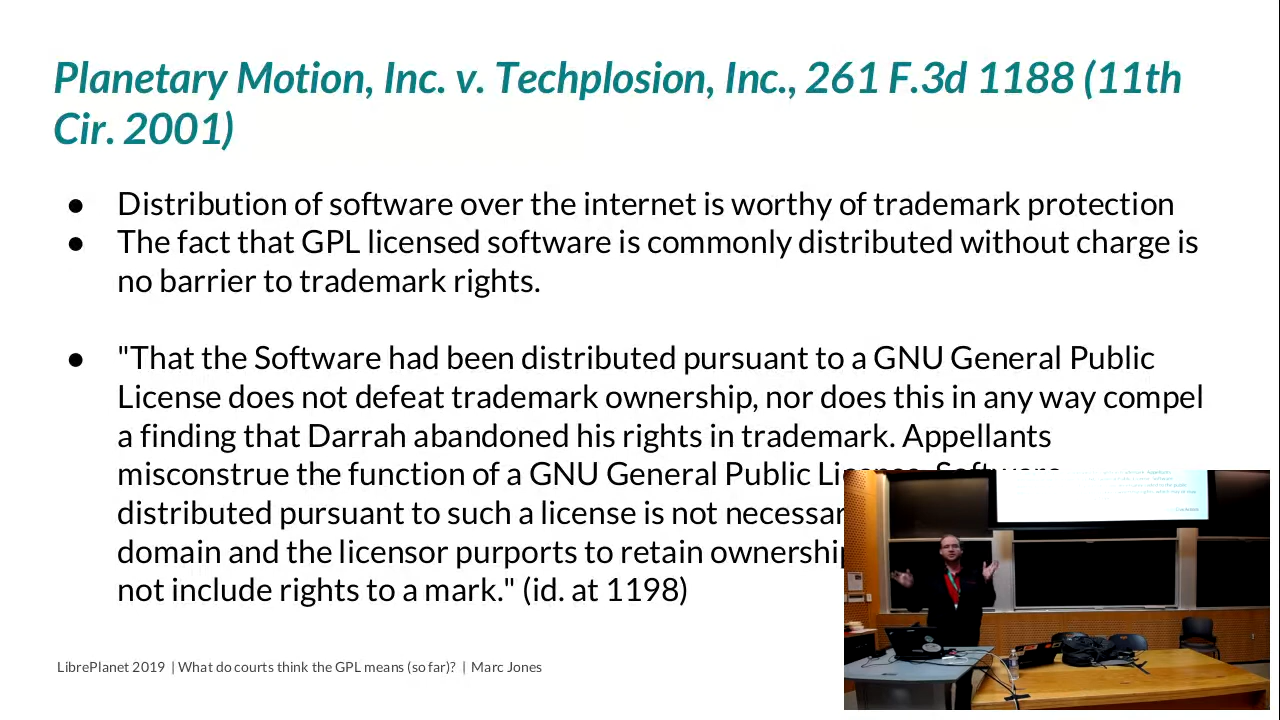 Planetary Motion, Inc. v. Techplosion, Inc., 261 F.3d 1188 (11th
Cir. 2001)
● Distribution of software over the internet is worthy of trademark protection
● The fact that GPL licensed software is commonly distributed without charge is
no barrier to trademark rights.
● "That the Software had been distributed pursuant to a GNU General Public
License does not defeat trademark ownership, nor does this in any way compel
a finding that Darrah abandoned his rights in trademark. Appellants
misconstrue the function of a GNU General Public License. Software
distributed pursuant to such a license is not
domain and the licensor purports to retain
not include rights to a mark." (id. at 1198)
LibrePlanet 2019 | What do courts think the GPL means (so far)? | Marc Jones